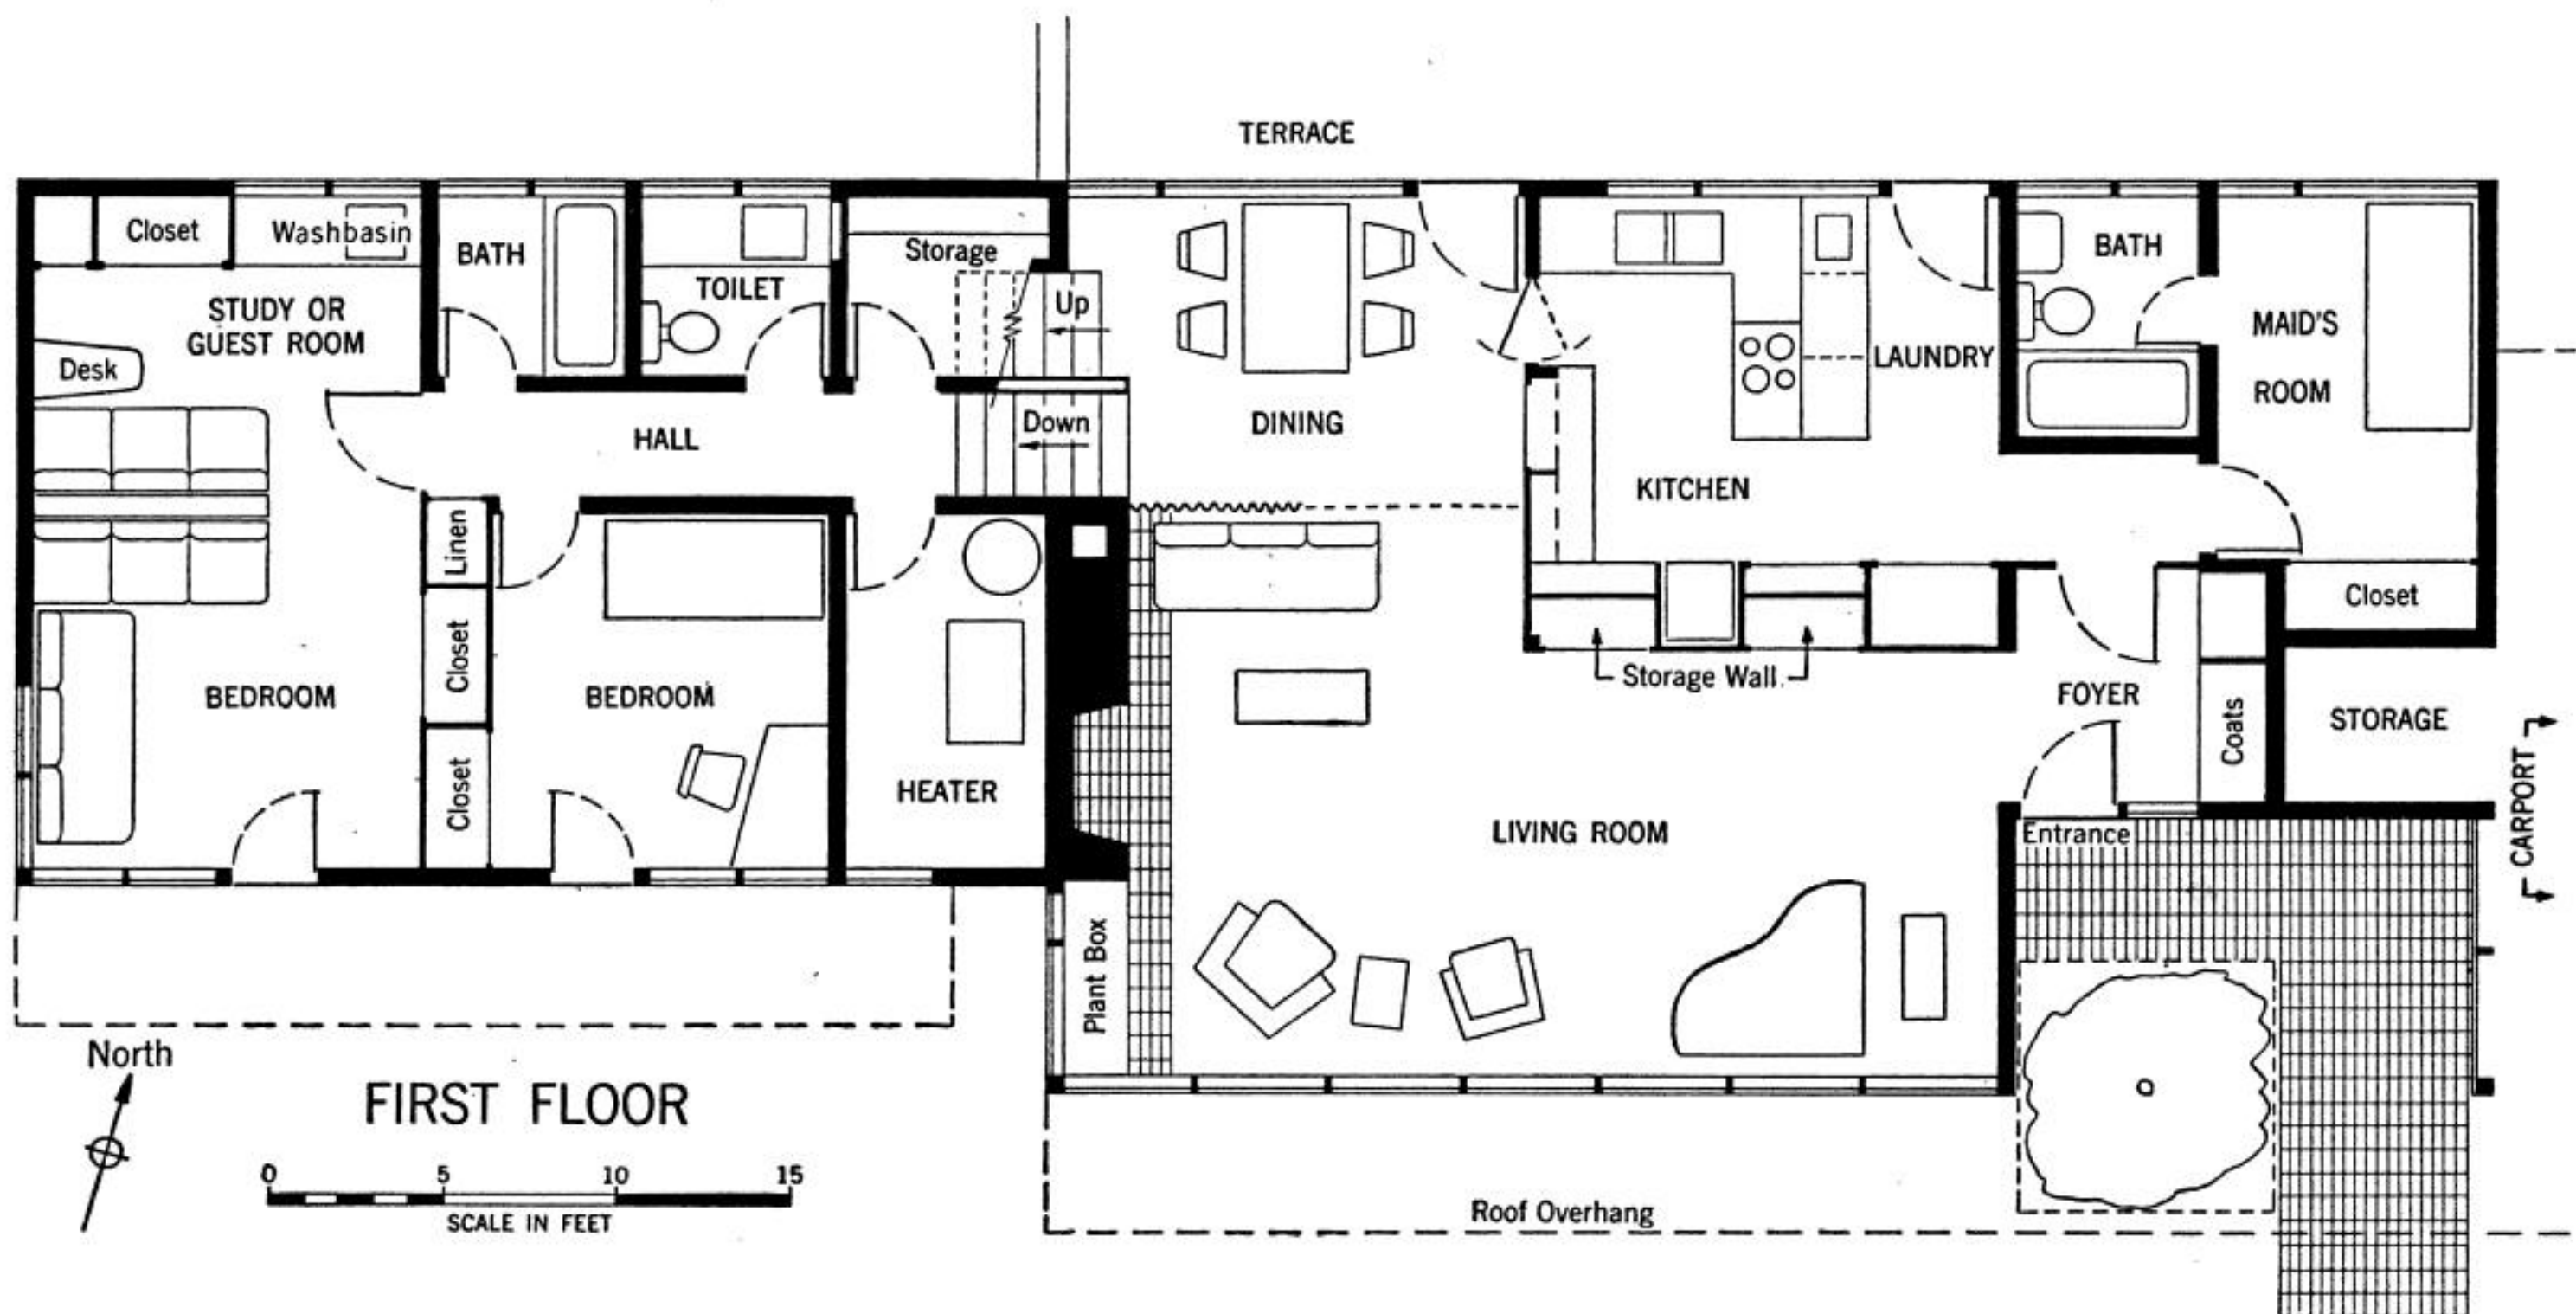 TERRACE
Closet
Washbasin
BATH
Storage
TOILET
Up
BATH
STUDY OR
GUEST ROOM
MAID'S
ROOM
Desk
LAUNDRY
Down
DINING
HALL
KITCHEN
Linen
Closet
Closet
Closet
BEDROOM
BEDROOM
Storage Wall
FOYER
Coats
STORAGE
CARPORT
HEATER
LIVING ROOM
Entrance
Closet
Plant Box
North
FIRST FLOOR
0 5 10 15
SCALE IN FEET
Roof Overhang